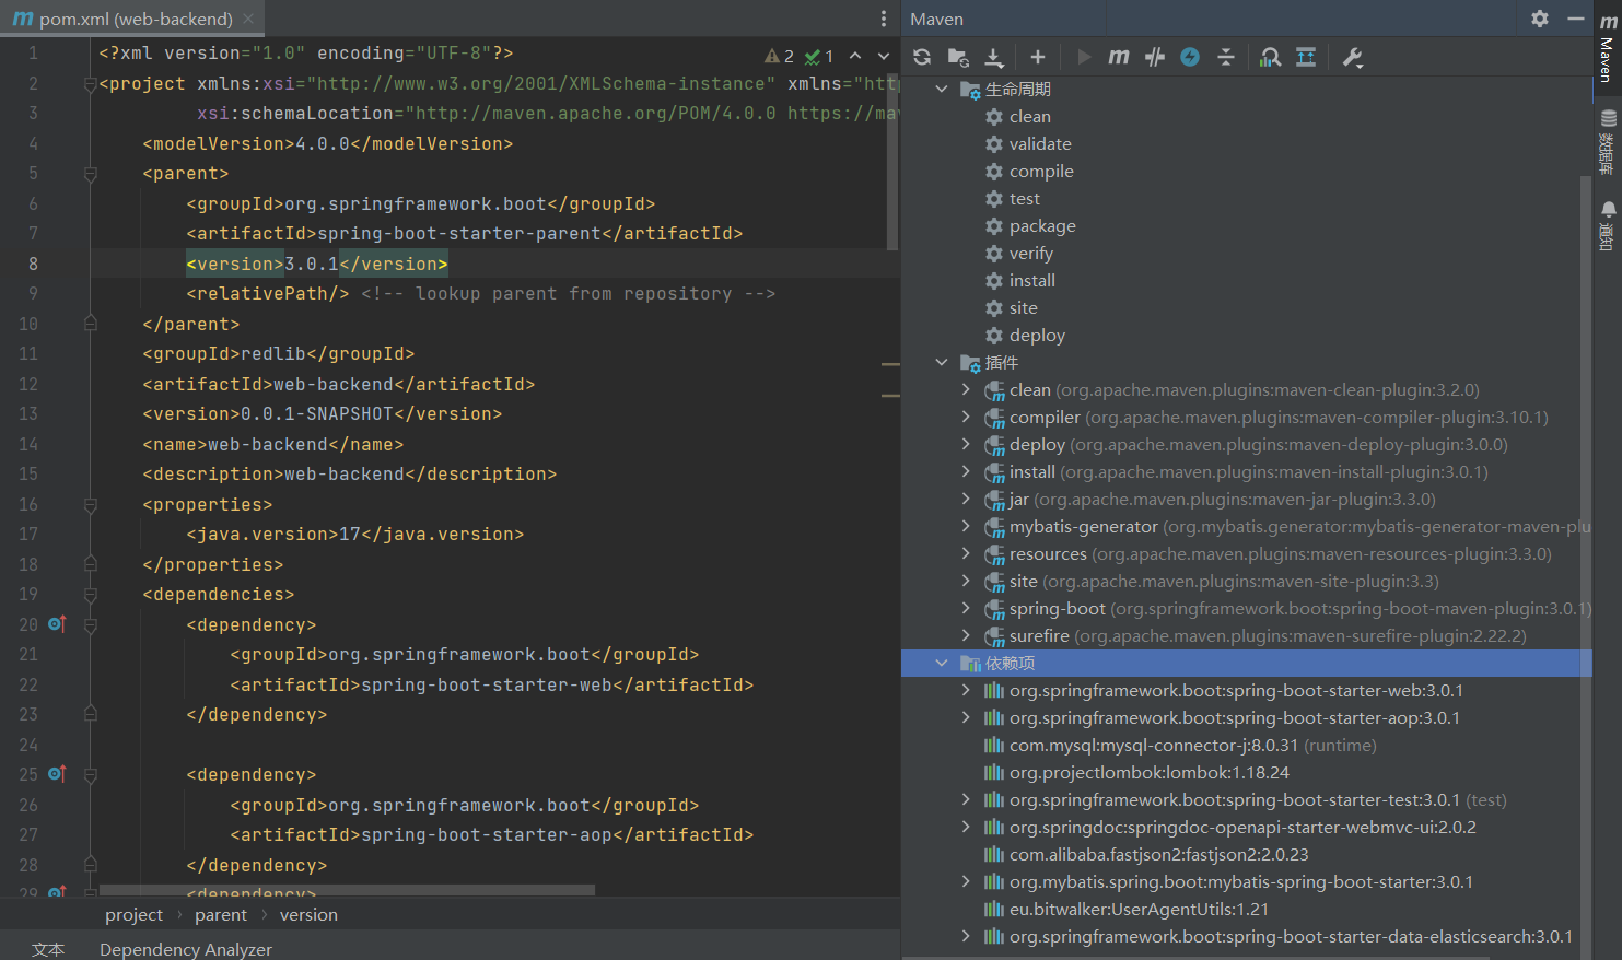 pom.xml (web-backend)
Maven
1 <?xml version="1.0" encoding="UTF-8"?>
2 1
2 <project xmlns:xsi="http://www.w3.org/2001/XMLSchema-instance" xmlns="htt
3 xsi:schemaLocation="http://maven.apache.org/POM/4.0.0 https://ma
4 <modelVersion>4.0.0</modelVersion>
5 <parent>
6 <groupId>org.springframework.boot</groupId>
7 <artifactId>spring-boot-starter-parent</artifactId>
8 <version>3.0.1</version>
9 <relativePath/> <!-- lookup parent from repository -->
10 </parent>
11 <groupId>redlib</groupId>
12 <artifactId>web-backend</artifactId>
13 <version>0.0.1-SNAPSHOT</version>
14 <name>web-backend</name>
15 <description>web-backend</description>
16 <properties>
17 <java.version>17</java.version>
18 </properties>
19 <dependencies>
20 <dependency>
21 <groupId>org.springframework.boot</groupId>
22 <artifactId>spring-boot-starter-web</artifactId>
23 </dependency>
24
25 <dependency>
26 <groupId>org.springframework.boot</groupId>
27 <artifactId>spring-boot-starter-aop</artifactId>
28 </dependency>
29 <dependency>
project > parent > version
文本 Dependency Analyzer
生命周期
clean
validate
compile
test
package
verify
install
site
deploy
插件
clean (org.apache.maven.plugins:maven-clean-plugin:3.2.0)
compiler (org.apache.maven.plugins:maven-compiler-plugin:3.10.1)
deploy (org.apache.maven.plugins:maven-deploy-plugin:3.0.0)
install (org.apache.maven.plugins:maven-install-plugin:3.0.1)
jar (org.apache.maven.plugins:maven-jar-plugin:3.3.0)
mybatis-generator (org.mybatis.generator:mybatis-generator-maven-plu
resources (org.apache.maven.plugins:maven-resources-plugin:3.3.0)
site (org.apache.maven.plugins:maven-site-plugin:3.3)
spring-boot (org.springframework.boot:spring-boot-maven-plugin:3.0.1)
surefire (org.apache.maven.plugins:maven-surefire-plugin:2.22.2)
依赖项
org.springframework.boot:spring-boot-starter-web:3.0.1
org.springframework.boot:spring-boot-starter-aop:3.0.1
com.mysql:mysql-connector-j:8.0.31 (runtime)
org.projectlombok:lombok:1.18.24
org.springframework.boot:spring-boot-starter-test:3.0.1 (test)
org.springdoc:springdoc-openapi-starter-webmvc-ui:2.0.2
com.alibaba.fastjson2:fastjson2:2.0.23
org.mybatis.spring.boot:mybatis-spring-boot-starter:3.0.1
eu.bitwalker:UserAgentUtils:1.21
org.springframework.boot:spring-boot-starter-data-elasticsearch:3.0.1
Maven
数据库
通知